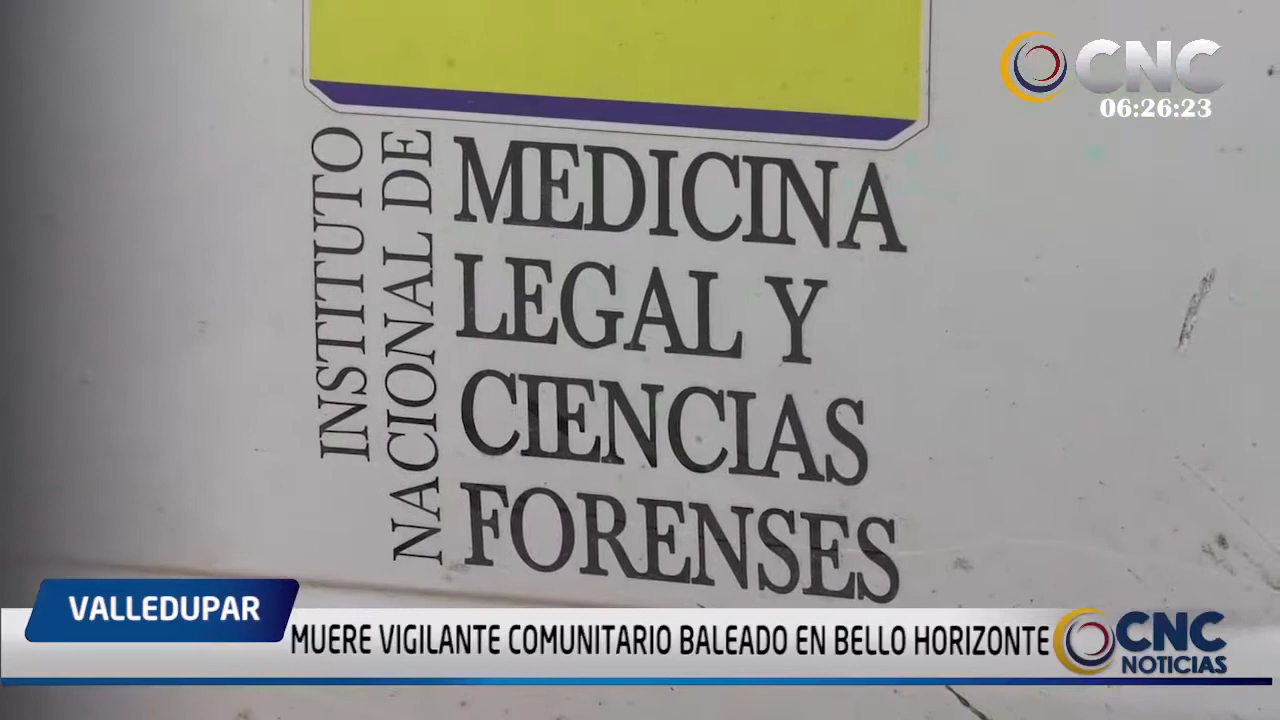 CNC
06:26:23
INSTITUTO
NACIONAL DE
MEDICINA
LEGAL Y
CIENCIAS
FORENSES
VALLEDUPAR
MUERE VIGILANTE COMUNITARIO BALEADO EN BELLO HORIZONTE
CNC
NOTICIAS